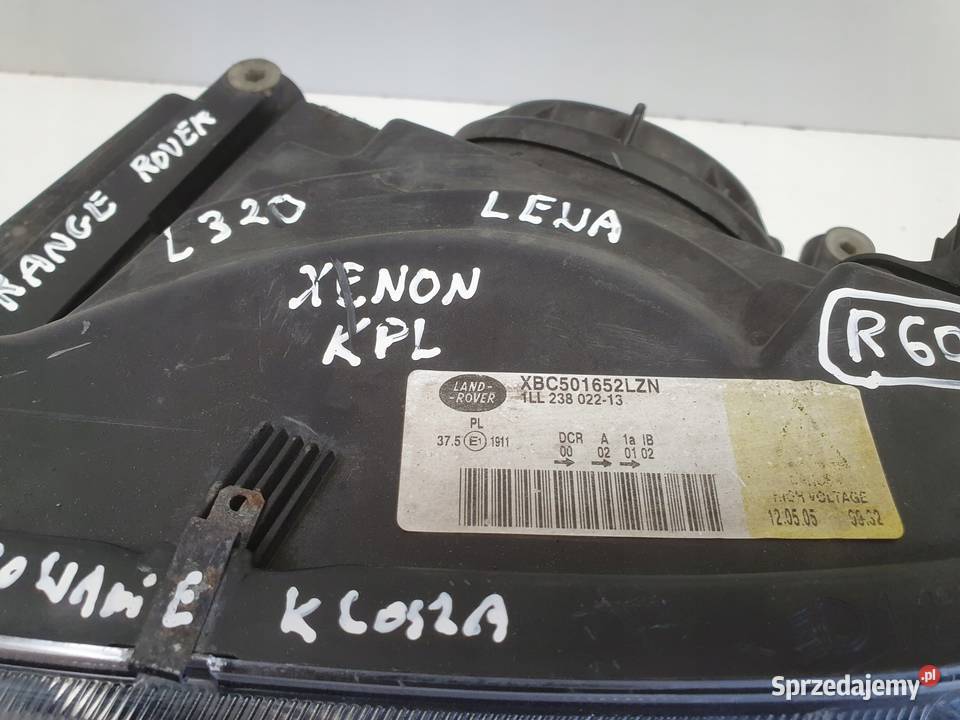 RANGE ROVER
L320
LEWA
XENON
KPL
R60
LAND-
ROVER
XBC501652LZN
1LL 238 022-13
PL
37.5 E1 1911
DCR A 1a IB
00 02 01 02
HIGH VOLTAGE
12.05.05
KLOSZA
Sprzedajemy.pl